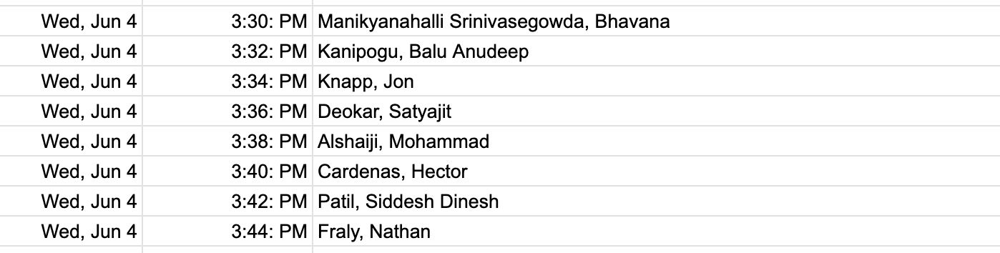 Wed, Jun 4 3:30: PM Manikyanahalli Srinivasegowda, Bhavana
Wed, Jun 4 3:32: PM Kanipogu, Balu Anudeep
Wed, Jun 4 3:34: PM Knapp, Jon
Wed, Jun 4 3:36: PM Deokar, Satyajit
Wed, Jun 4 3:38: PM Alshaiji, Mohammad
Wed, Jun 4 3:40: PM Cardenas, Hector
Wed, Jun 4 3:42: PM Patil, Siddesh Dinesh
Wed, Jun 4 3:44: PM Fraly, Nathan